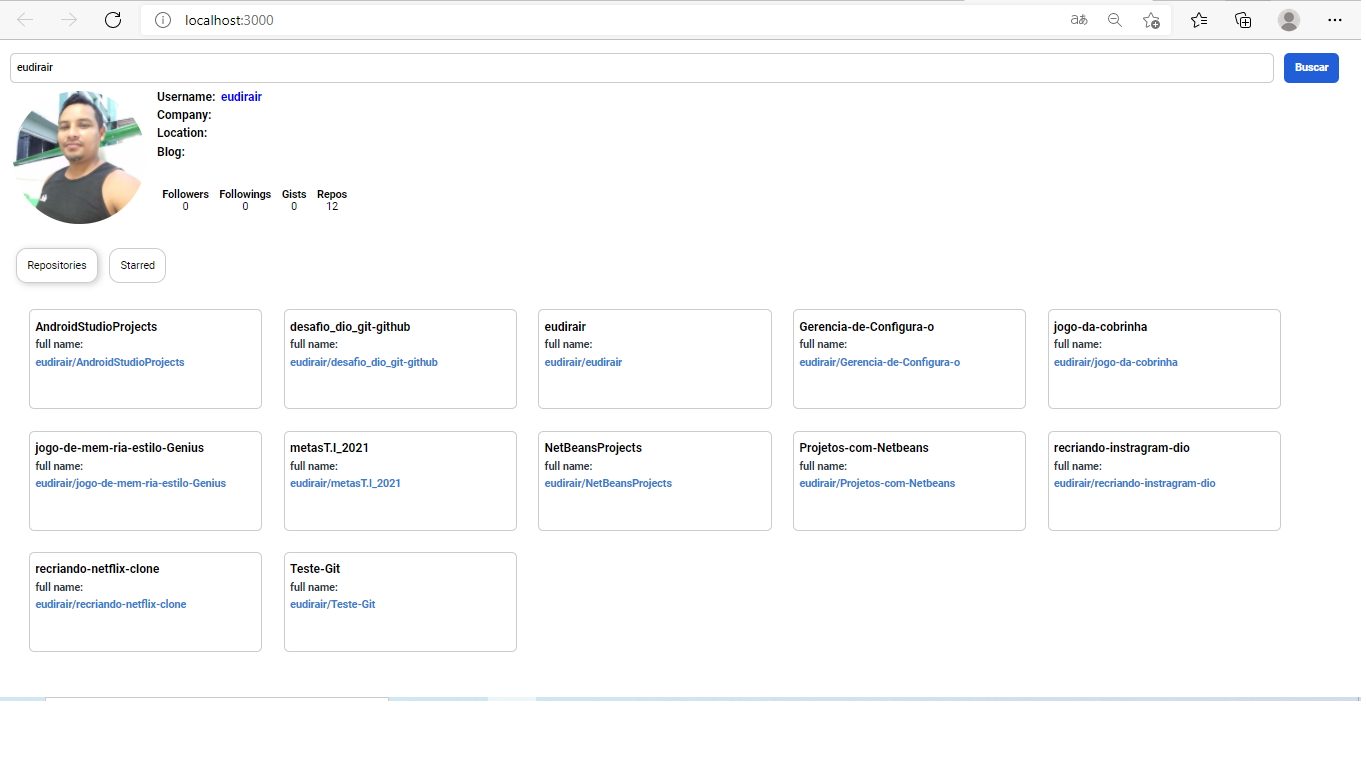 localhost:3000
aあ
eudirair
Buscar
Username: eudirair
Company:
Location:
Blog:
Followers Followings Gists Repos
0 0 0 12
Repositories Starred
AndroidStudioProjects
full name:
eudirair/AndroidStudioProjects
desafio_dio_git-github
full name:
eudirair/desafio_dio_git-github
eudirair
full name:
eudirair/eudirair
Gerencia-de-Configura-o
full name:
eudirair/Gerencia-de-Configura-o
jogo-da-cobrinha
full name:
eudirair/jogo-da-cobrinha
jogo-de-mem-ria-estilo-Genius
full name:
eudirair/jogo-de-mem-ria-estilo-Genius
metasT.I_2021
full name:
eudirair/metasT.I_2021
NetBeansProjects
full name:
eudirair/NetBeansProjects
Projetos-com-Netbeans
full name:
eudirair/Projetos-com-Netbeans
recriando-instragram-dio
full name:
eudirair/recriando-instragram-dio
recriando-netflix-clone
full name:
eudirair/recriando-netflix-clone
Teste-Git
full name:
eudirair/Teste-Git